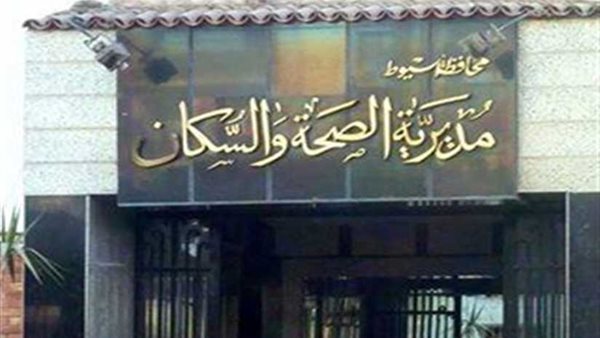 محافظة أسيوط
مديرية الصحة والسكان